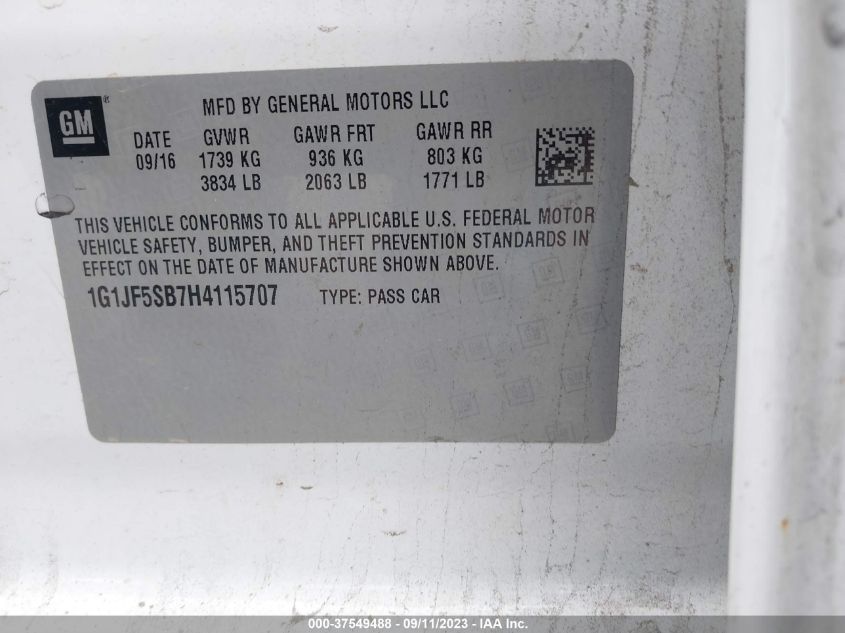 GM
MFD BY GENERAL MOTORS LLC
DATE GVWR GAWR FRT GAWR RR
09/16 1739 KG 936 KG 803 KG
3834 LB 2063 LB 1771 LB
THIS VEHICLE CONFORMS TO ALL APPLICABLE U.S. FEDERAL MOTOR
VEHICLE SAFETY, BUMPER, AND THEFT PREVENTION STANDARDS IN
EFFECT ON THE DATE OF MANUFACTURE SHOWN ABOVE.
1G1JF5SB7H4115707 TYPE: PASS CAR
000-37549488 - 09/11/2023 - IAA Inc.